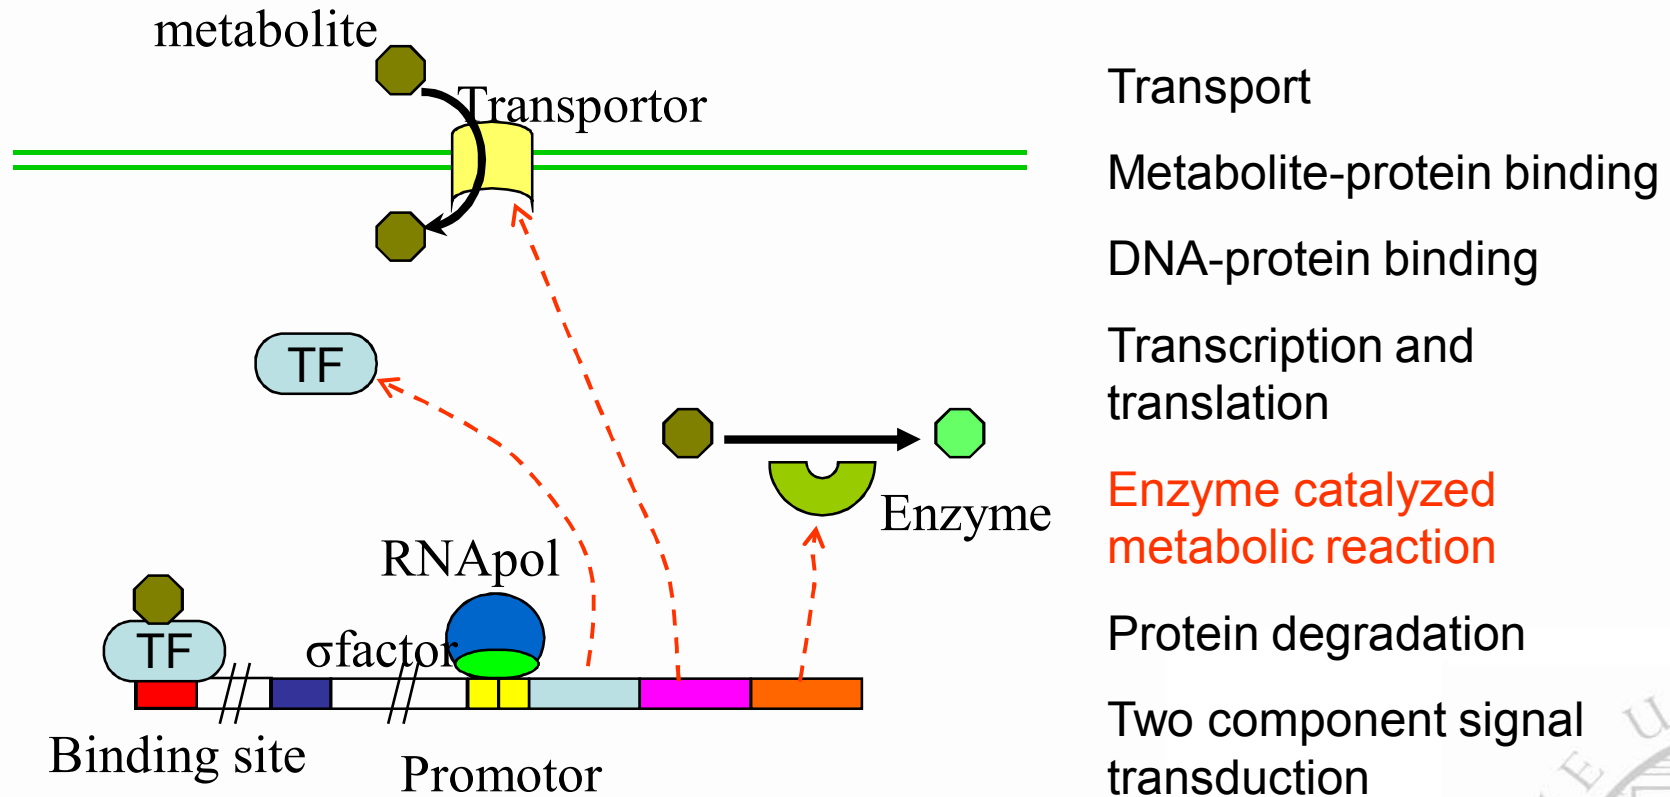 metabolite
Transportor
TF
Enzyme
RNApol
TF
σfactor
Binding site
Promotor
Transport
Metabolite-protein binding
DNA-protein binding
Transcription and
translation
Enzyme catalyzed
metabolic reaction
Protein degradation
Two component signal
transduction